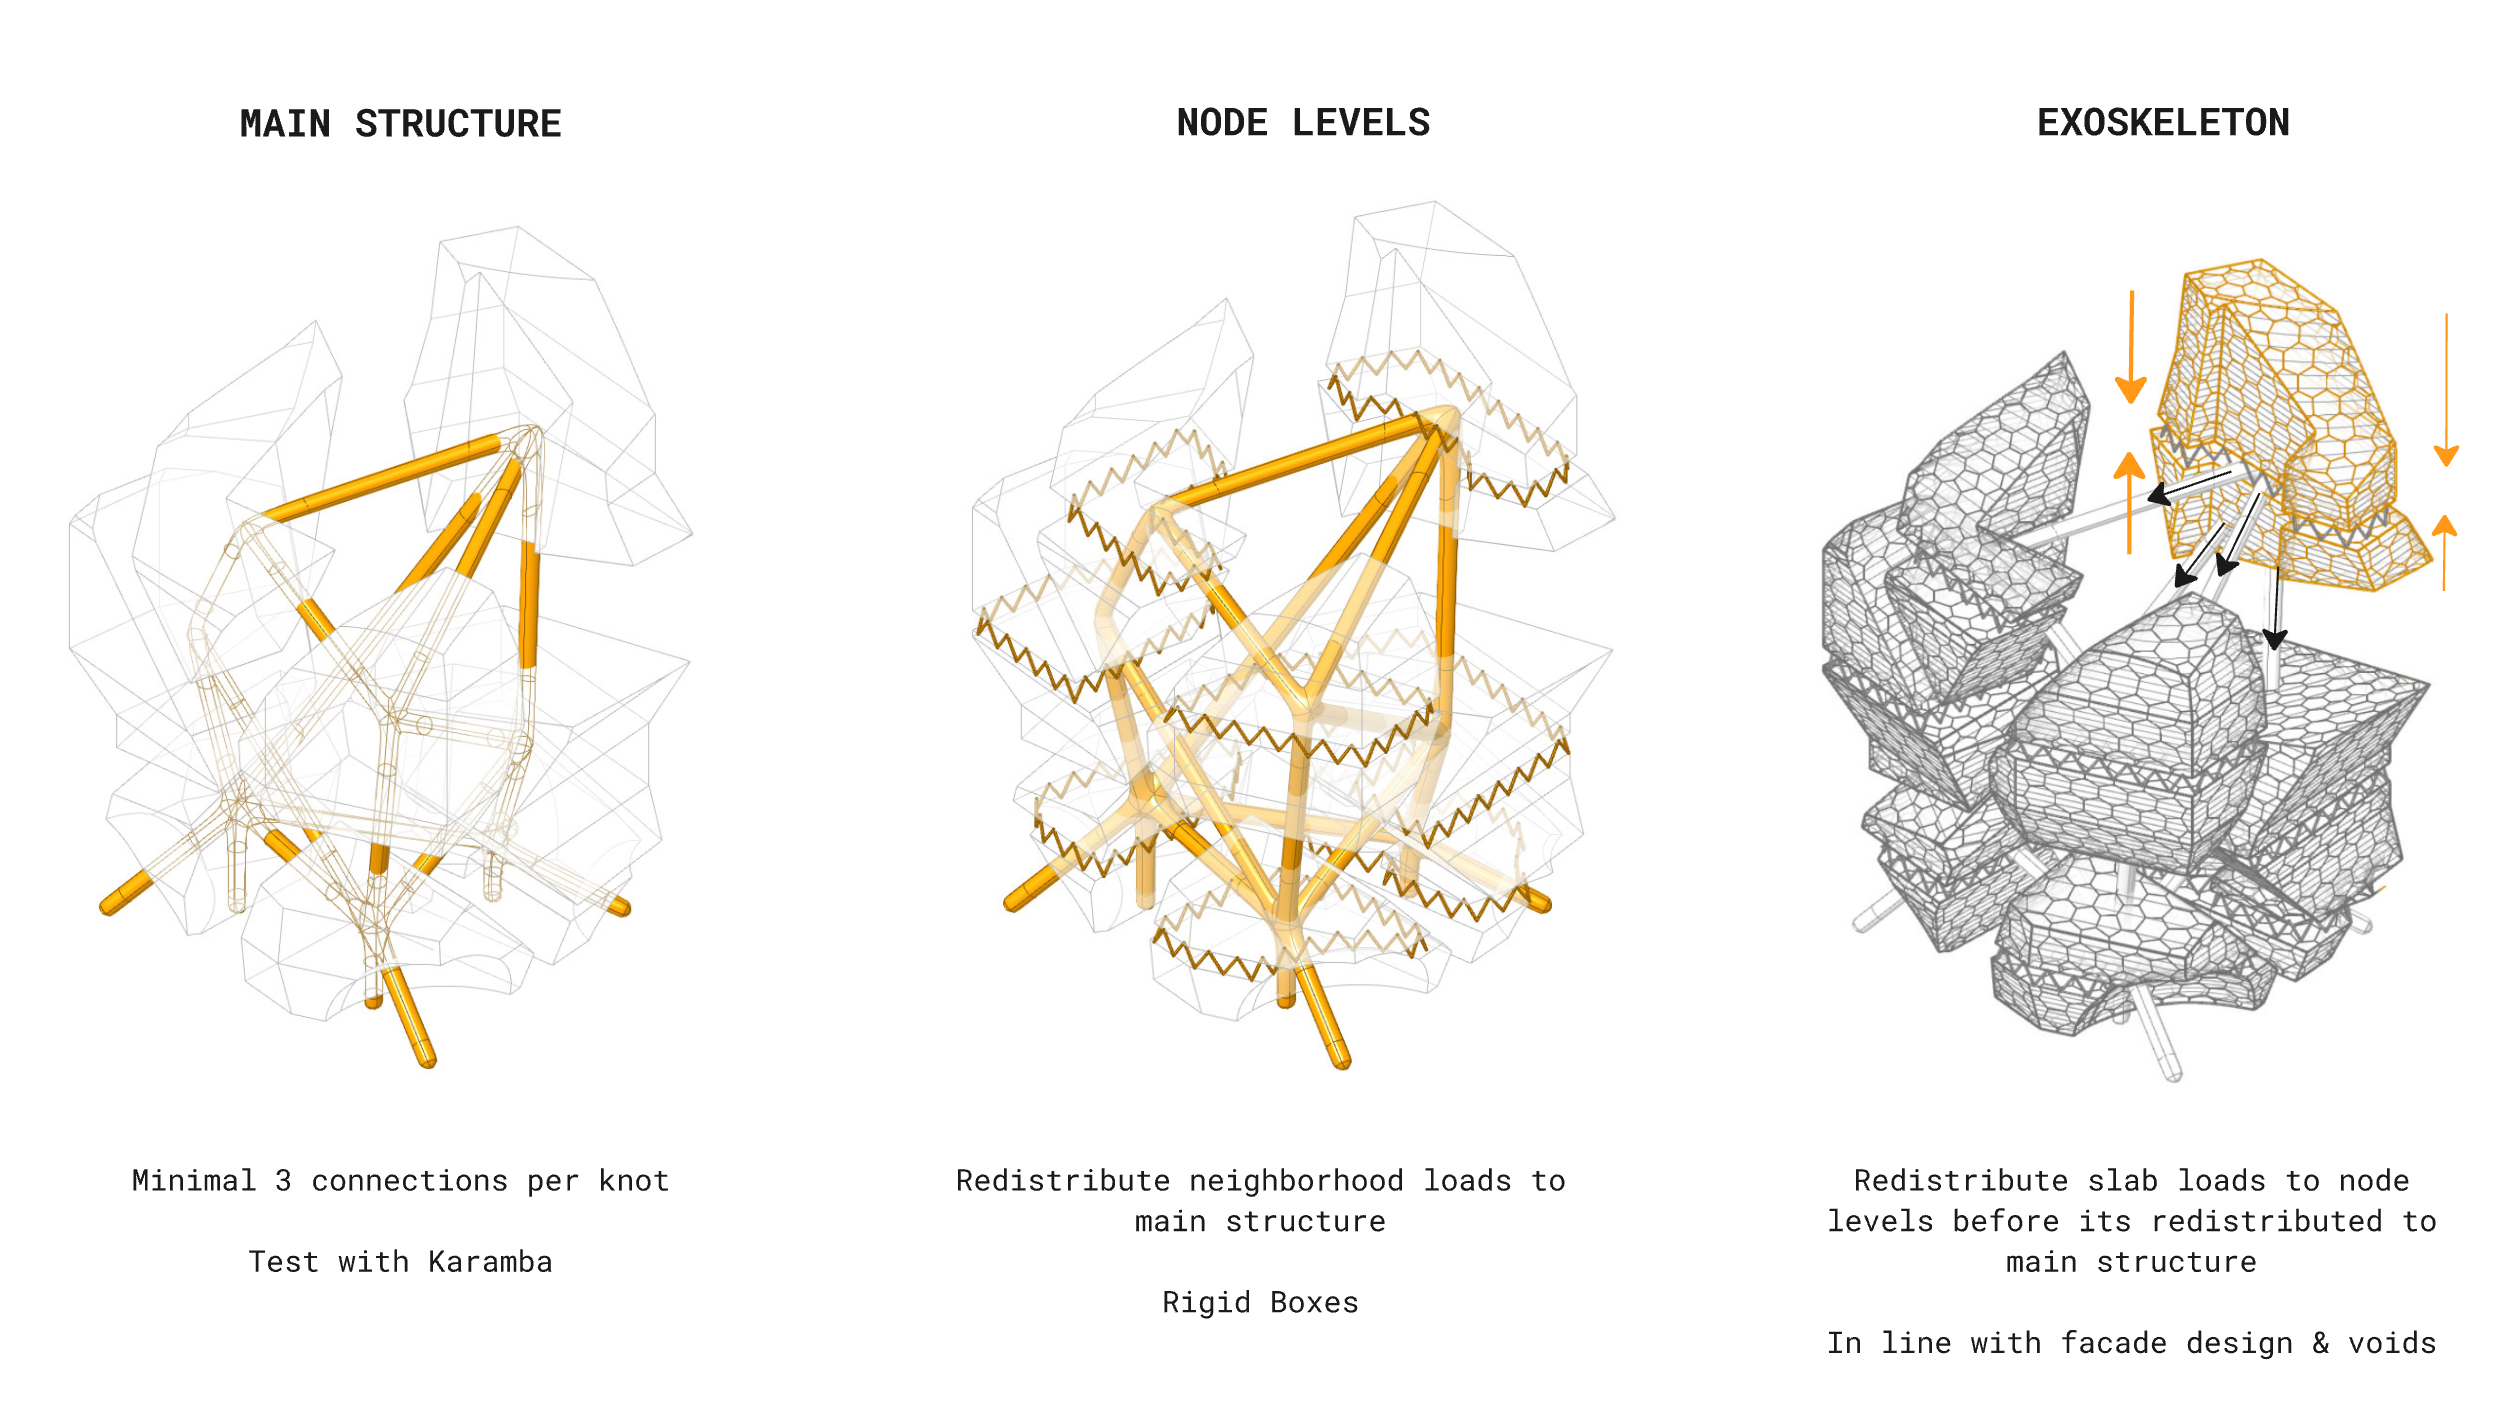 MAIN STRUCTURE
Minimal 3 connections per knot
Test with Karamba
NODE LEVELS
Redistribute neighborhood loads to
main structure
Rigid Boxes
EXOSKELETON
Redistribute slab loads to node
levels before its redistributed to
main structure
In line with facade design & voids